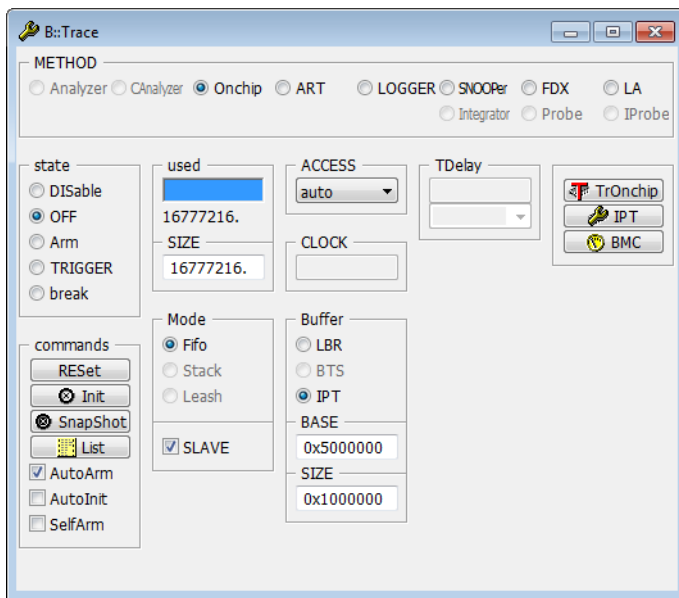 B::Trace
METHOD
Analyzer CAnalyzer Onchip ART LOGGER SNOOPer FDX LA
Integrator Probe IProbe
state
DISable
OFF
Arm
TRIGGER
break
used
16777216.
SIZE
16777216.
ACCESS
auto
CLOCK
TDelay
TrOnchip
IPT
BMC
commands
RESet
Init
SnapShot
List
AutoArm
AutoInit
SelfArm
Mode
Fifo
Stack
Leash
SLAVE
Buffer
LBR
BTS
IPT
BASE
0x5000000
SIZE
0x1000000